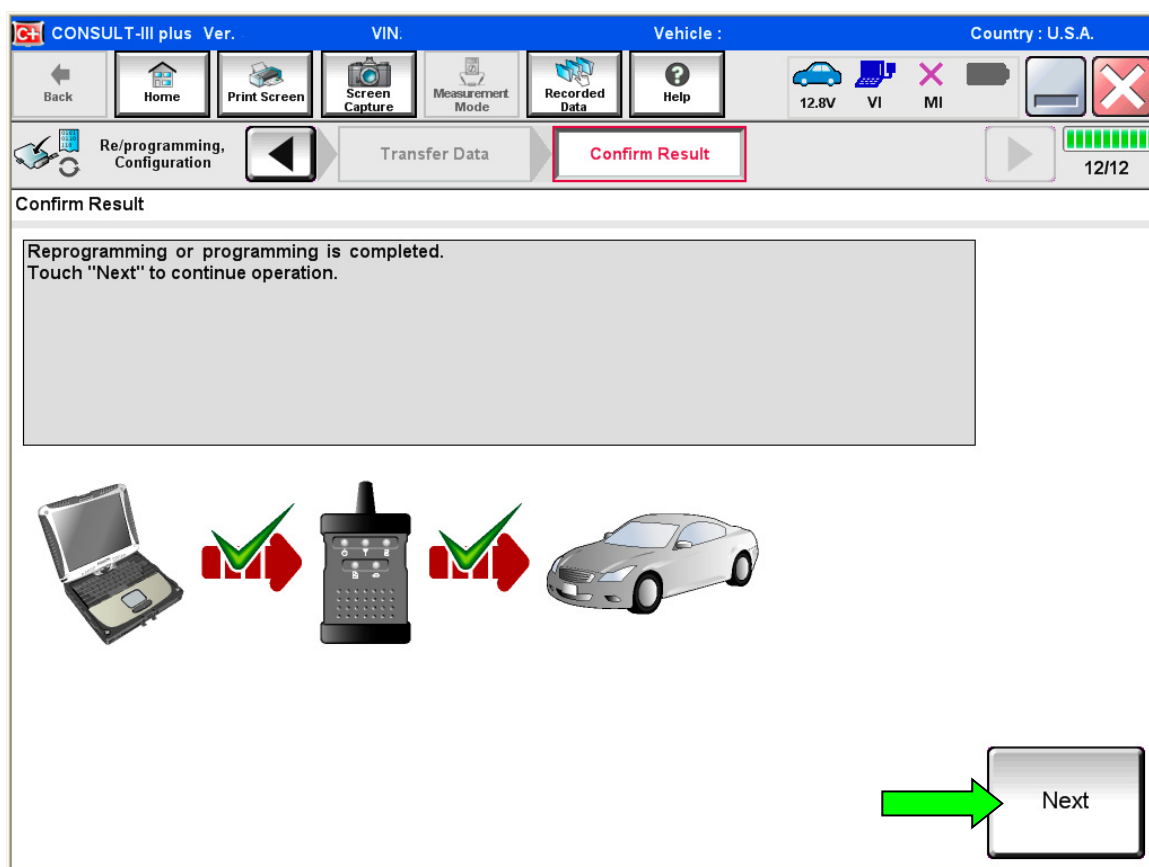 C+ CONSULT-III plus Ver. VIN: Vehicle : Country : U.S.A.
Back Home Print Screen Screen Capture Measurement Mode Recorded Data Help 12.8V VI MI
Re/programming, Configuration Transfer Data Confirm Result 12/12
Confirm Result
Reprogramming or programming is completed.
Touch "Next" to continue operation.
Next